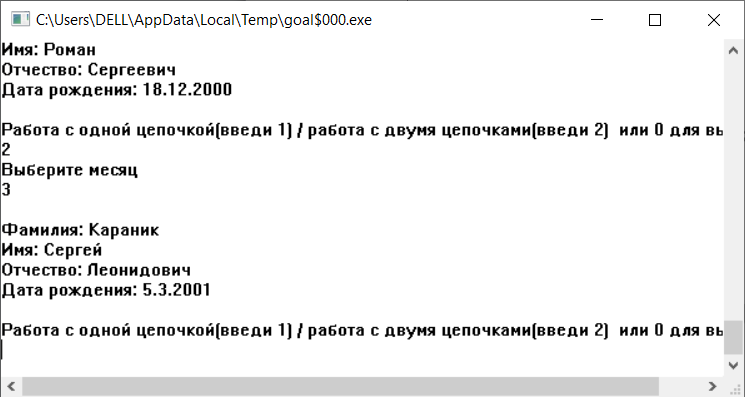 C:\Users\DELL\AppData\Local\Temp\goal$000.exe
Имя: Роман
Отчество: Сергеевич
Дата рождения: 18.12.2000
Работа с одной цепочкой(введи 1) / работа с двумя цепочками(введи 2)  или 0 для вы
2
Выберите месяц
3
Фамилия: Караник
Имя: Сергей
Отчество: Леонидович
Дата рождения: 5.3.2001
Работа с одной цепочкой(введи 1) / работа с двумя цепочками(введи 2)  или 0 для вы